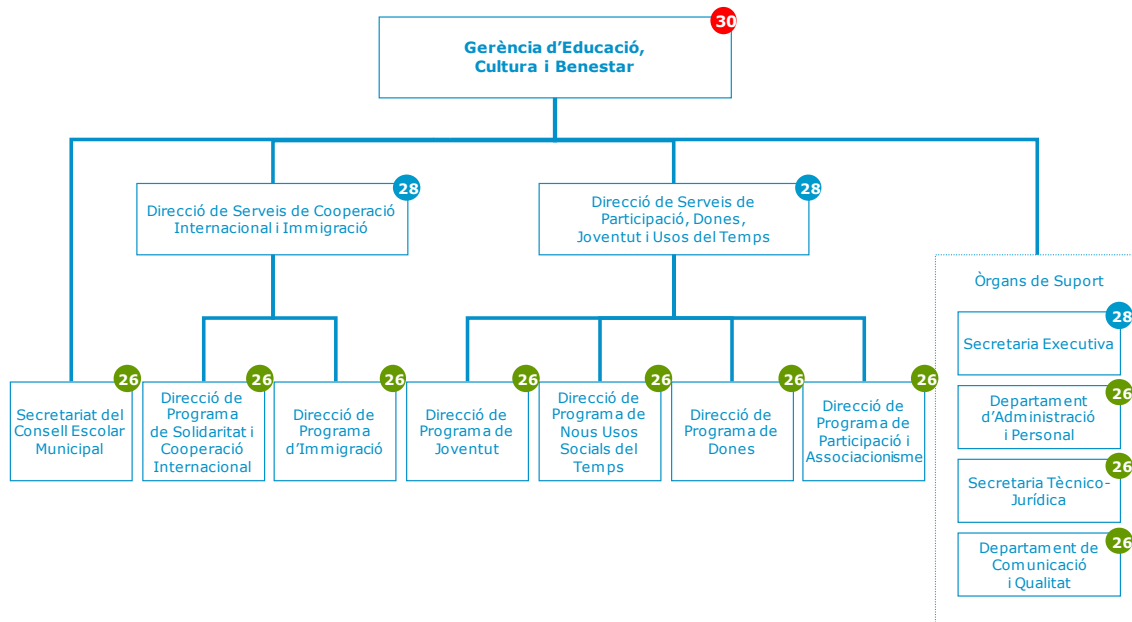 30
Gerència d'Educació,
Cultura i Benestar
28
Direcció de Serveis de Cooperació
Internacional i Immigració
28
Direcció de Serveis de
Participació, Dones,
Joventut i Usos del Temps
26
Secretariat del
Consell Escolar
Municipal
26
Direcció de
Programa
de Solidaritat i
Cooperació
Internacional
26
Direcció de
Programa
d'Immigració
26
Direcció de
Programa de
Joventut
26
Direcció de
Programa de
Nous Usos
Socials del
Temps
26
Direcció de
Programa de
Dones
26
Direcció de
Programa de
Participació i
Associacionisme
Òrgans de Suport
28
Secretaria Executiva
26
Departament
d'Administració
i Personal
26
Secretaria Tècnico-
Jurídica
26
Departament de
Comunicació
i Qualitat